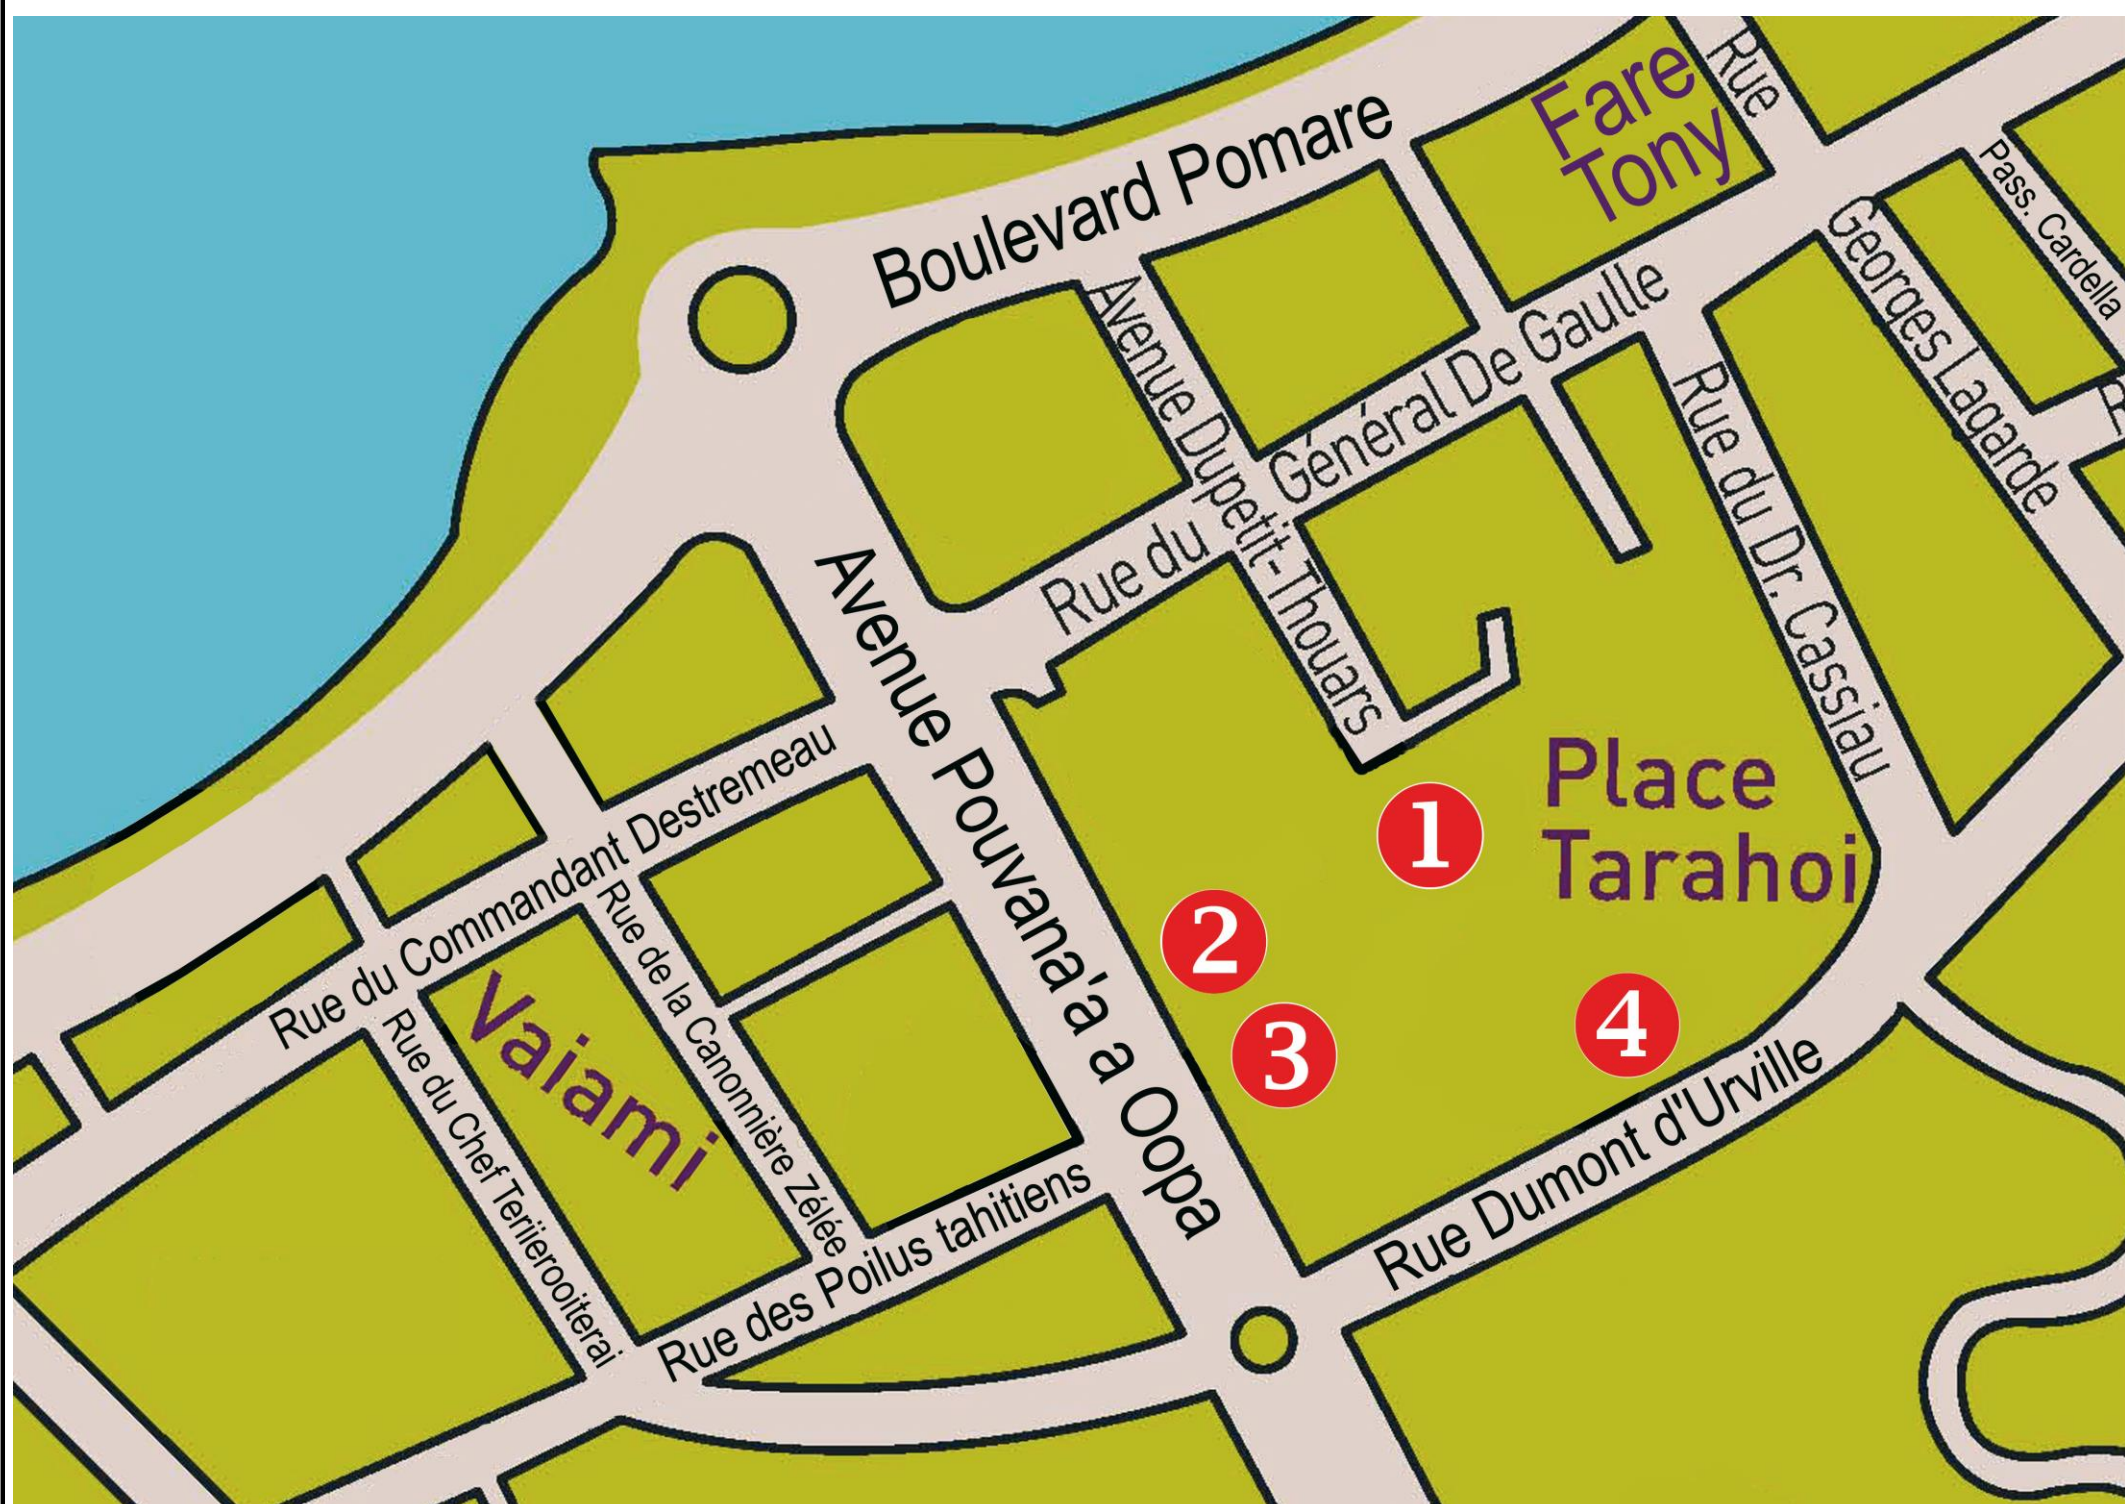 Fare
Tony
Rue
Georges Lagarde
Pass. Cardella
Boulevard Pomare
Avenue Dupetit-Thouars
Rue du Général De Gaulle
Rue du Dr. Cassiau
Avenue Pouvana'a a Oopa
Place
Tarahoi
1
2
3
4
Rue du Commandant Destremeau
Rue de la Canonnière Zélée
Vaiami
Rue du Chef Teriierooiterai
Rue des Poilus tahitiens
Rue Dumont d'Urville